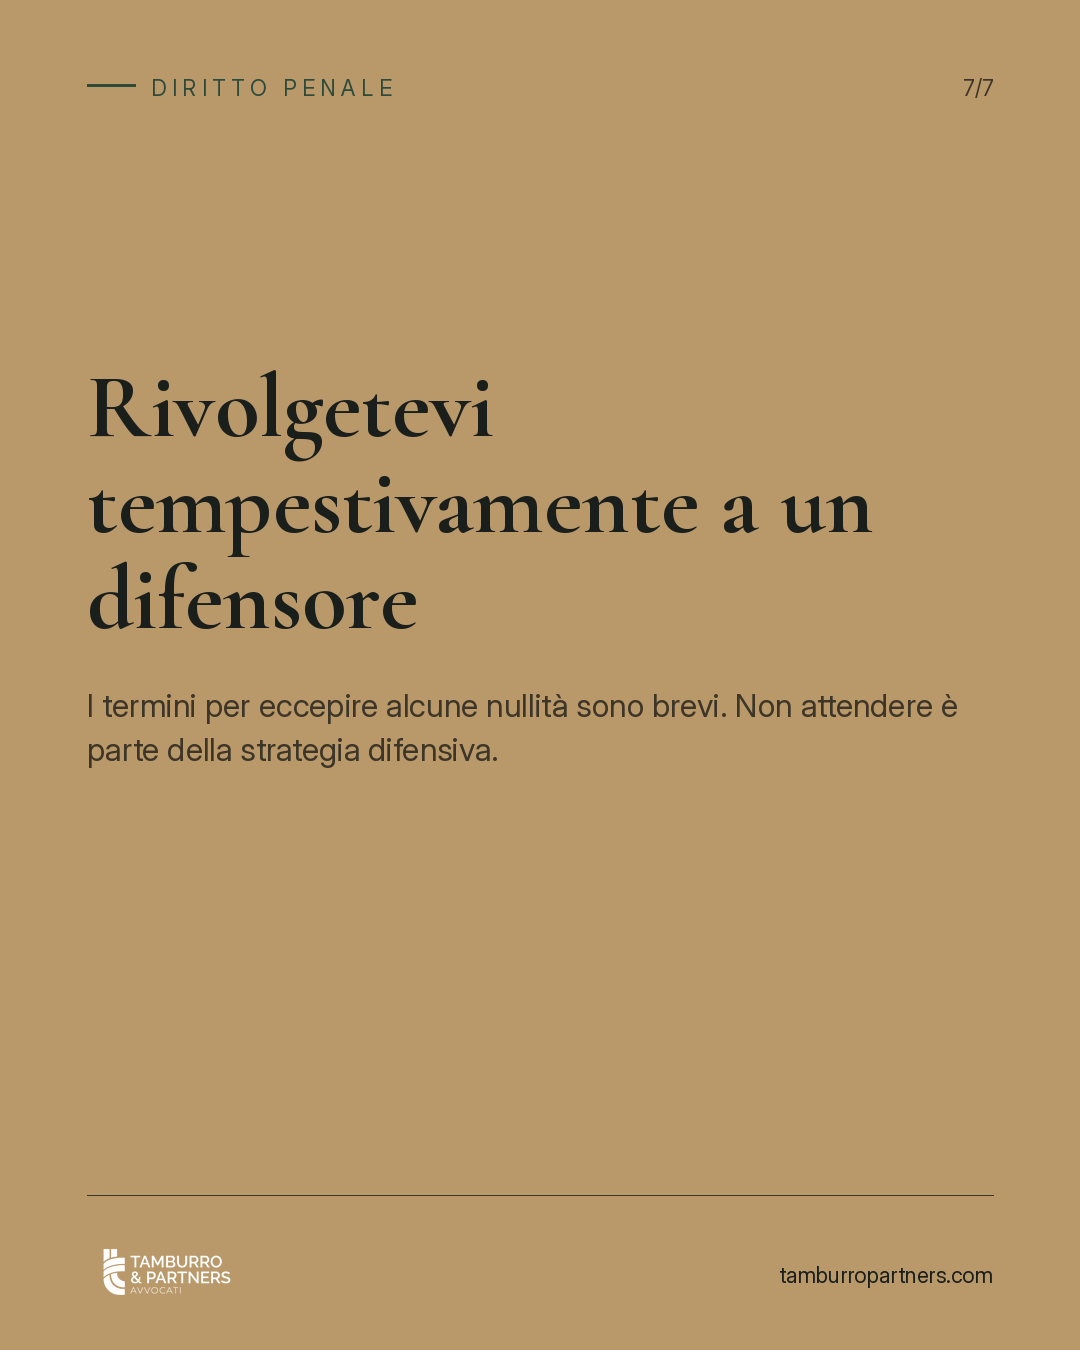 DIRITTO PENALE
7/7
Rivolgetevi
tempestivamente a un
difensore
I termini per eccepire alcune nullità sono brevi. Non attendere è
parte della strategia difensiva.
TAMBURRO
& PARTNERS
AVVOCATI
tamburropartners.com